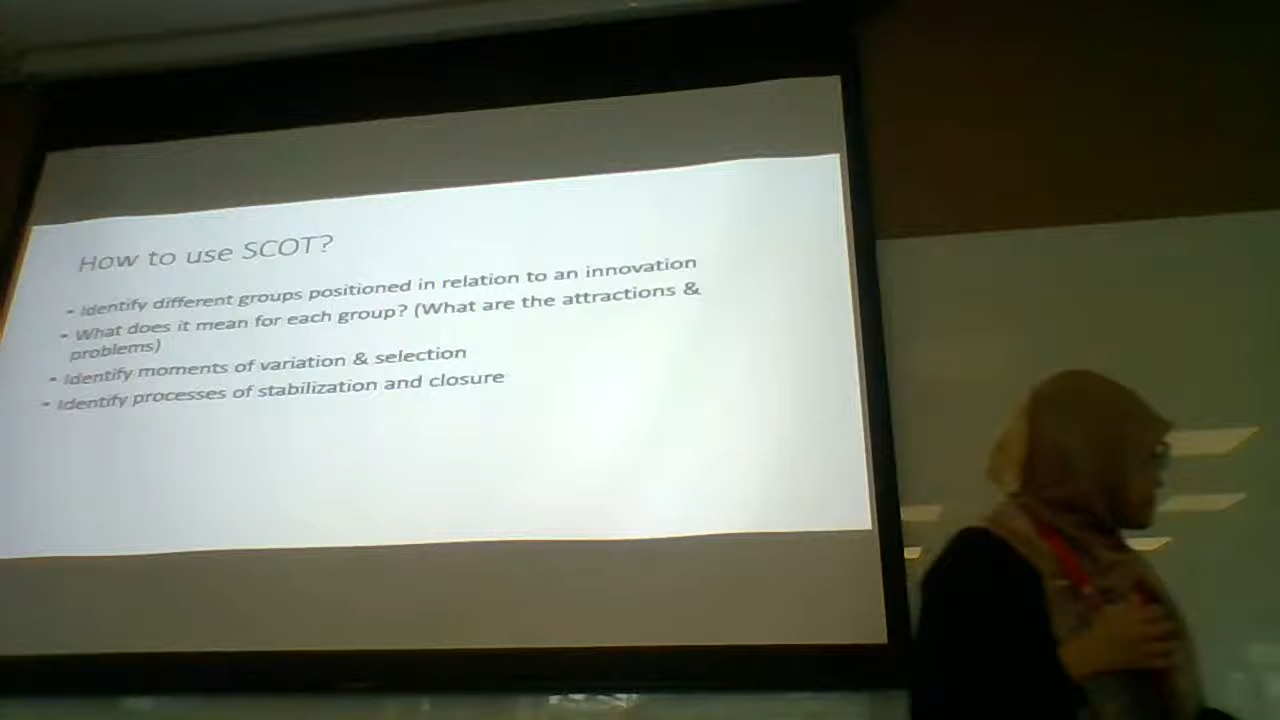 How to use SCOT?
- Identify different groups positioned in relation to an innovation
- What does it mean for each group? (What are the attractions &
problems)
- Identify moments of variation & selection
- Identify processes of stabilization and closure